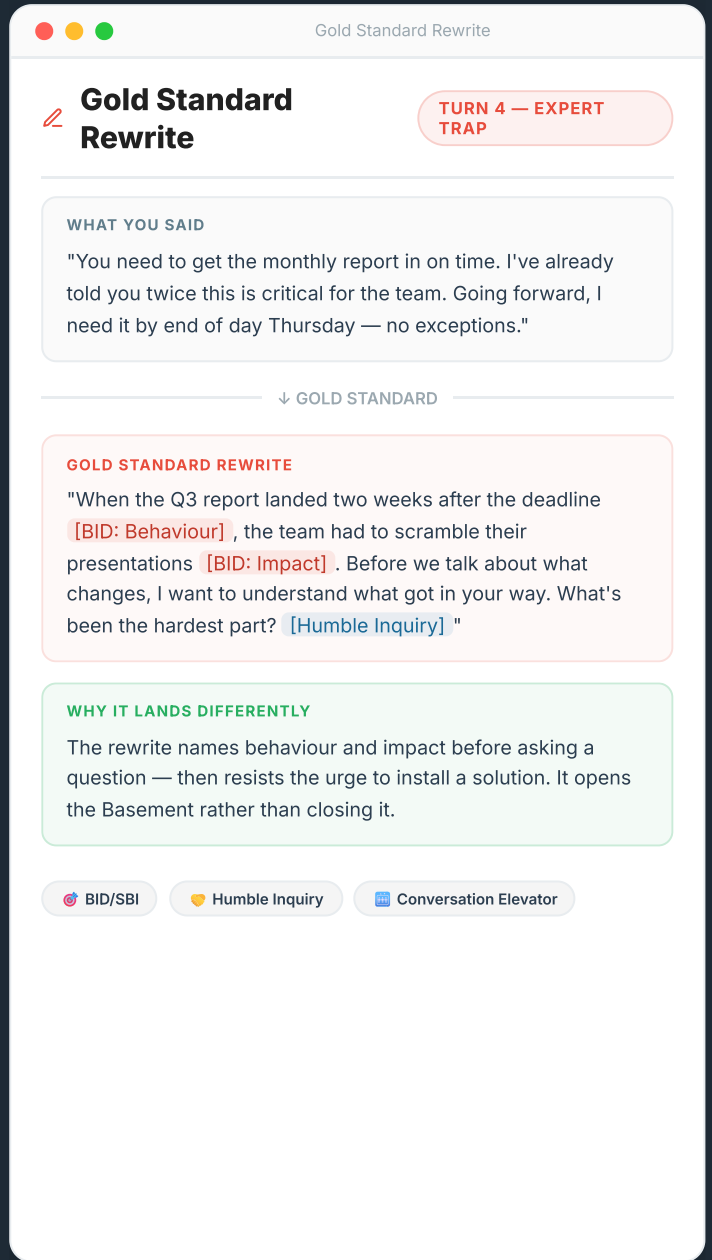 Gold Standard Rewrite
Gold Standard
Rewrite
TURN 4 — EXPERT
TRAP
WHAT YOU SAID
"You need to get the monthly report in on time. I've already
told you twice this is critical for the team. Going forward, I
need it by end of day Thursday — no exceptions."
↓ GOLD STANDARD
GOLD STANDARD REWRITE
"When the Q3 report landed two weeks after the deadline
[BID: Behaviour] , the team had to scramble their
presentations [BID: Impact] . Before we talk about what
changes, I want to understand what got in your way. What's
been the hardest part? [Humble Inquiry] "
WHY IT LANDS DIFFERENTLY
The rewrite names behaviour and impact before asking a
question — then resists the urge to install a solution. It opens
the Basement rather than closing it.
BID/SBI
Humble Inquiry
Conversation Elevator